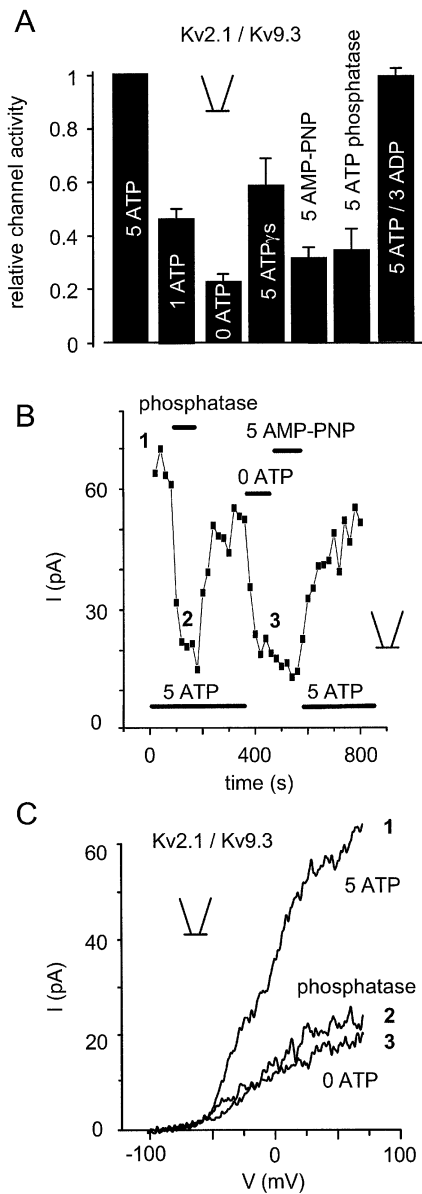 A
Kv2.1 / Kv9.3
relative channel activity
1
0.8
0.6
0.4
0.2
0
5 ATP
1 ATP
0 ATP
5 ATPγs
5 AMP-PNP
5 ATP phosphatase
5 ATP / 3 ADP
B
phosphatase
5 AMP-PNP
1
0 ATP
60
I (pA)
30
2
3
5 ATP
5 ATP
0
0
400
800
time (s)
C
Kv2.1 / Kv9.3
1
60
5 ATP
I (pA)
40
phosphatase
2
20
3
0 ATP
0
-100
0
100
V (mV)